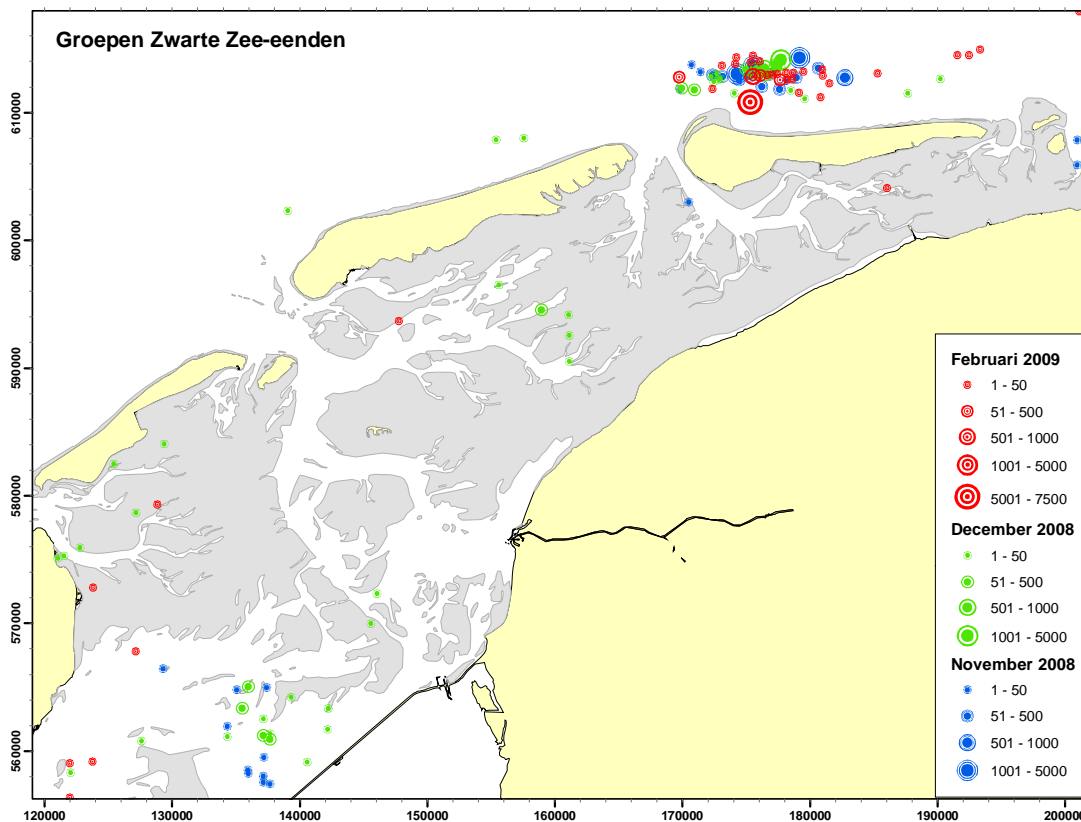 Groepen Zwarte Zee-eenden
610000
600000
590000
580000
570000
560000
120000 130000 140000 150000 160000 170000 180000 190000 200000
Februari 2009
1 - 50
51 - 500
501 - 1000
1001 - 5000
5001 - 7500
December 2008
1 - 50
51 - 500
501 - 1000
1001 - 5000
November 2008
1 - 50
51 - 500
501 - 1000
1001 - 5000